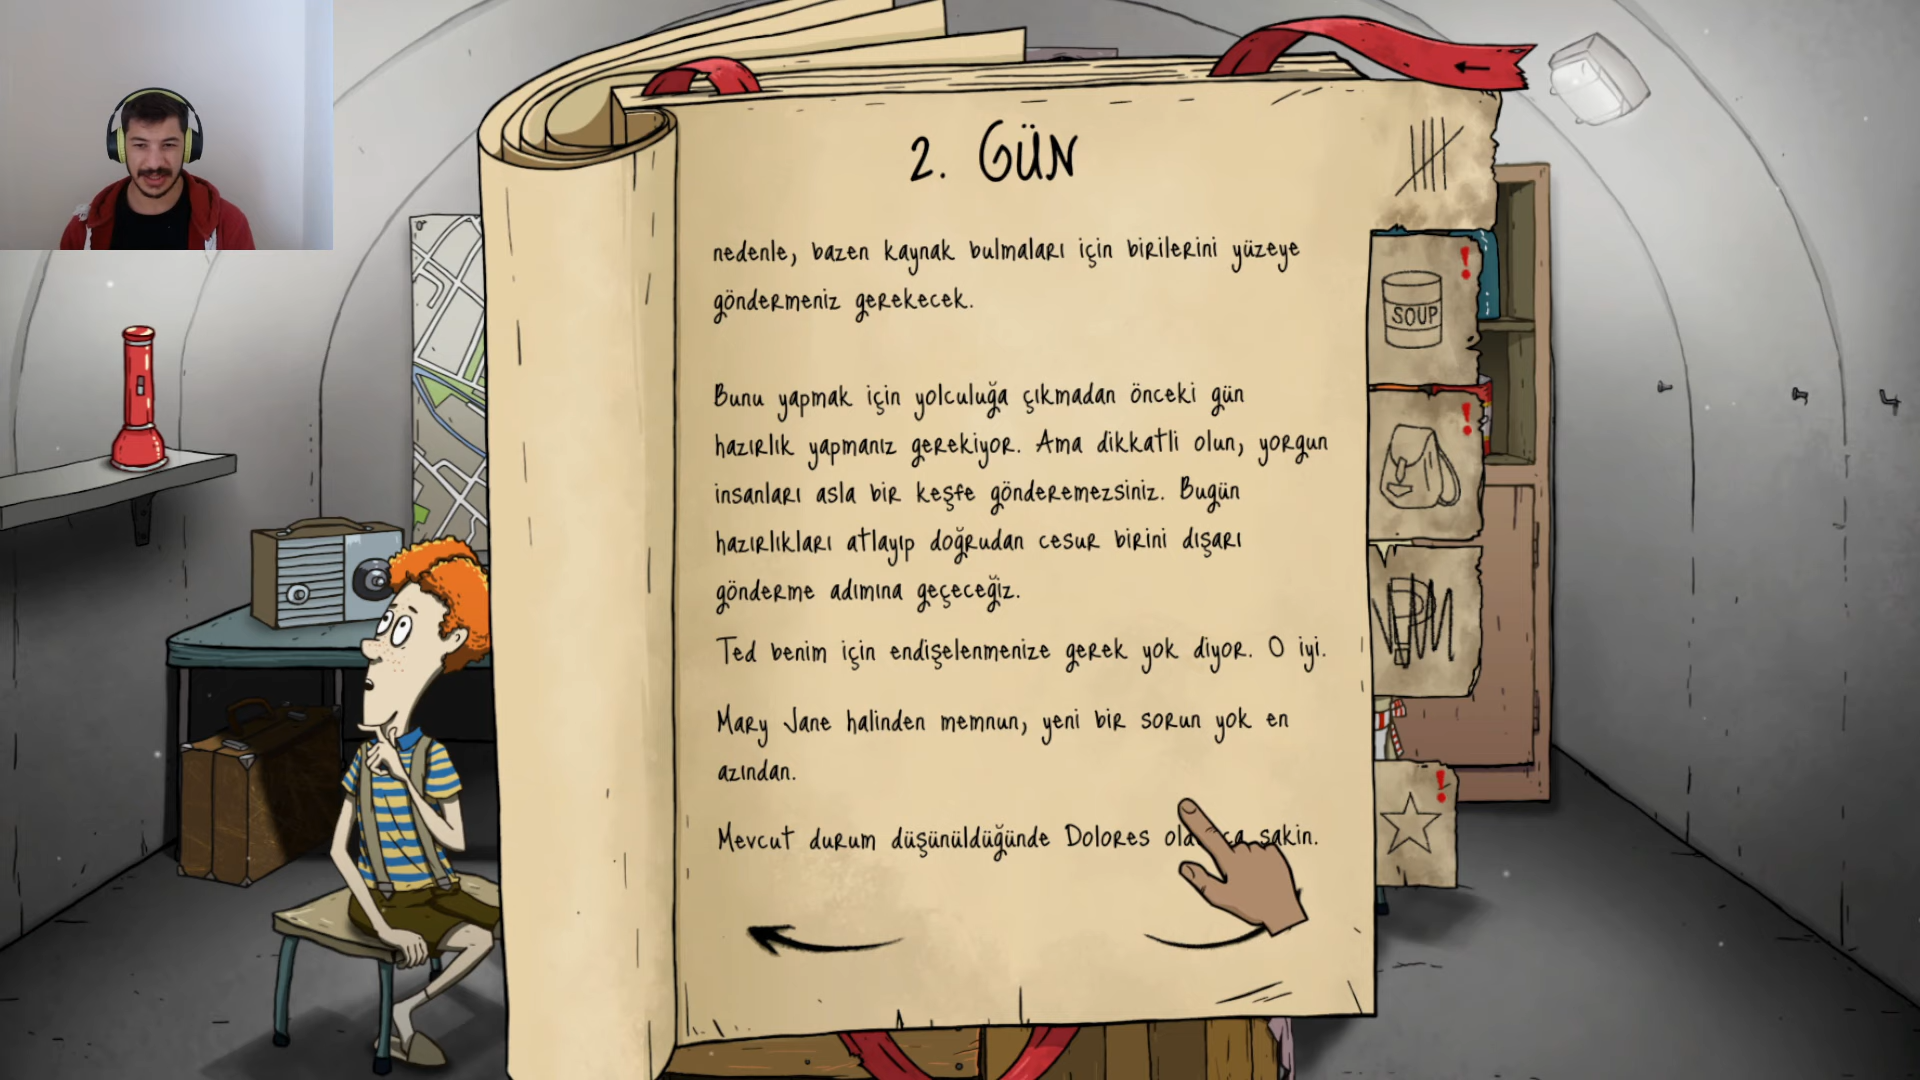 2. GÜN
nedenle, bazen kaynak bulmaları için birilerini yüzeye
göndermeniz gerekecek.
Bunu yapmak için yolculuğa çıkmadan önceki gün
hazırlık yapmanız gerekiyor. Ama dikkatli olun, yorgun
insanları asla bir keşfe gönderemezsiniz. Bugün
hazırlıkları atlayıp doğrudan cesur birini dışarı
gönderme adımına geçeceğiz.
Ted benim için endişelenmenize gerek yok diyor. O iyi.
Mary Jane halinden memnun, yeni bir sorun yok en
azından.
Mevcut durum düşünüldüğünde Dolores sakin.
!
SOUP
!
!